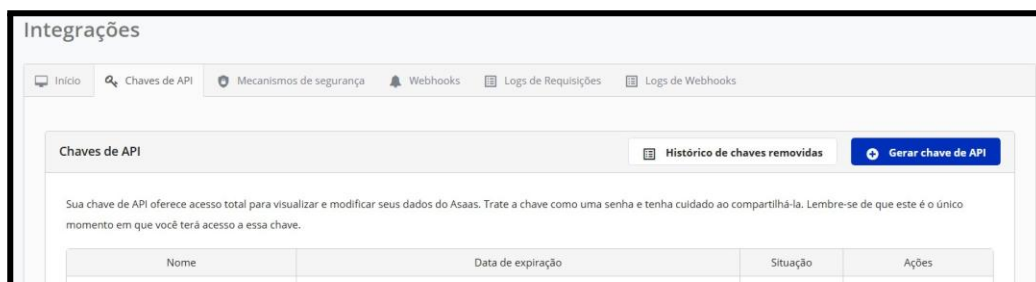 Integrações
Início Chaves de API Mecanismos de segurança Webhooks Logs de Requisições Logs de Webhooks
Chaves de API Histórico de chaves removidas Gerar chave de API
Sua chave de API oferece acesso total para visualizar e modificar seus dados do Asaas. Trate a chave como uma senha e tenha cuidado ao compartilhá-la. Lembre-se de que este é o único
momento em que você terá acesso a essa chave.
Nome Data de expiração Situação Ações